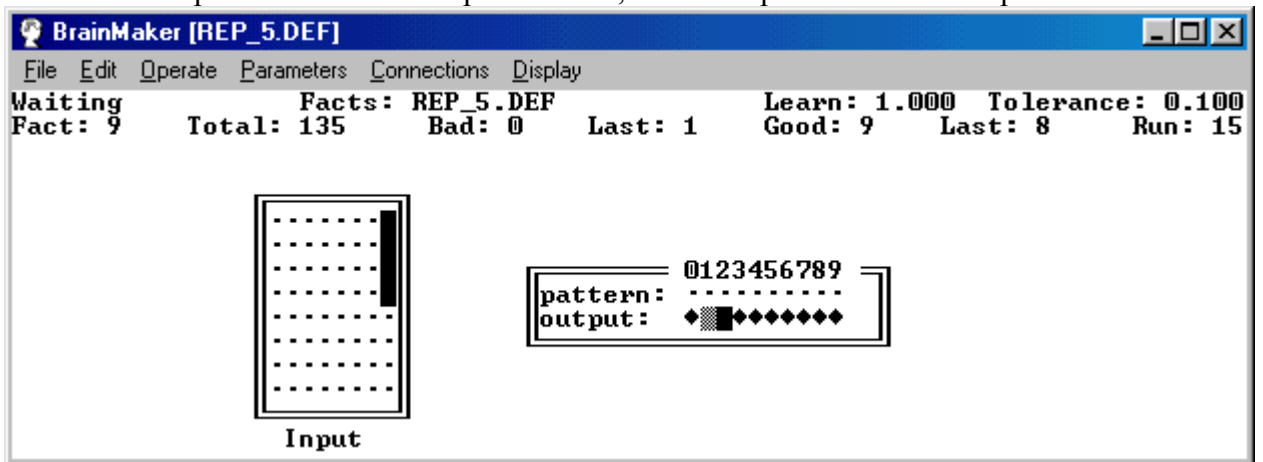 BrainMaker [REP_5.DEF]
File Edit Operate Parameters Connections Display
Waiting Facts: REP_5.DEF Learn: 1.000 Tolerance: 0.100
Fact: 9 Total: 135 Bad: 0 Last: 1 Good: 9 Last: 8 Run: 15
0123456789
pattern:
output:
Input